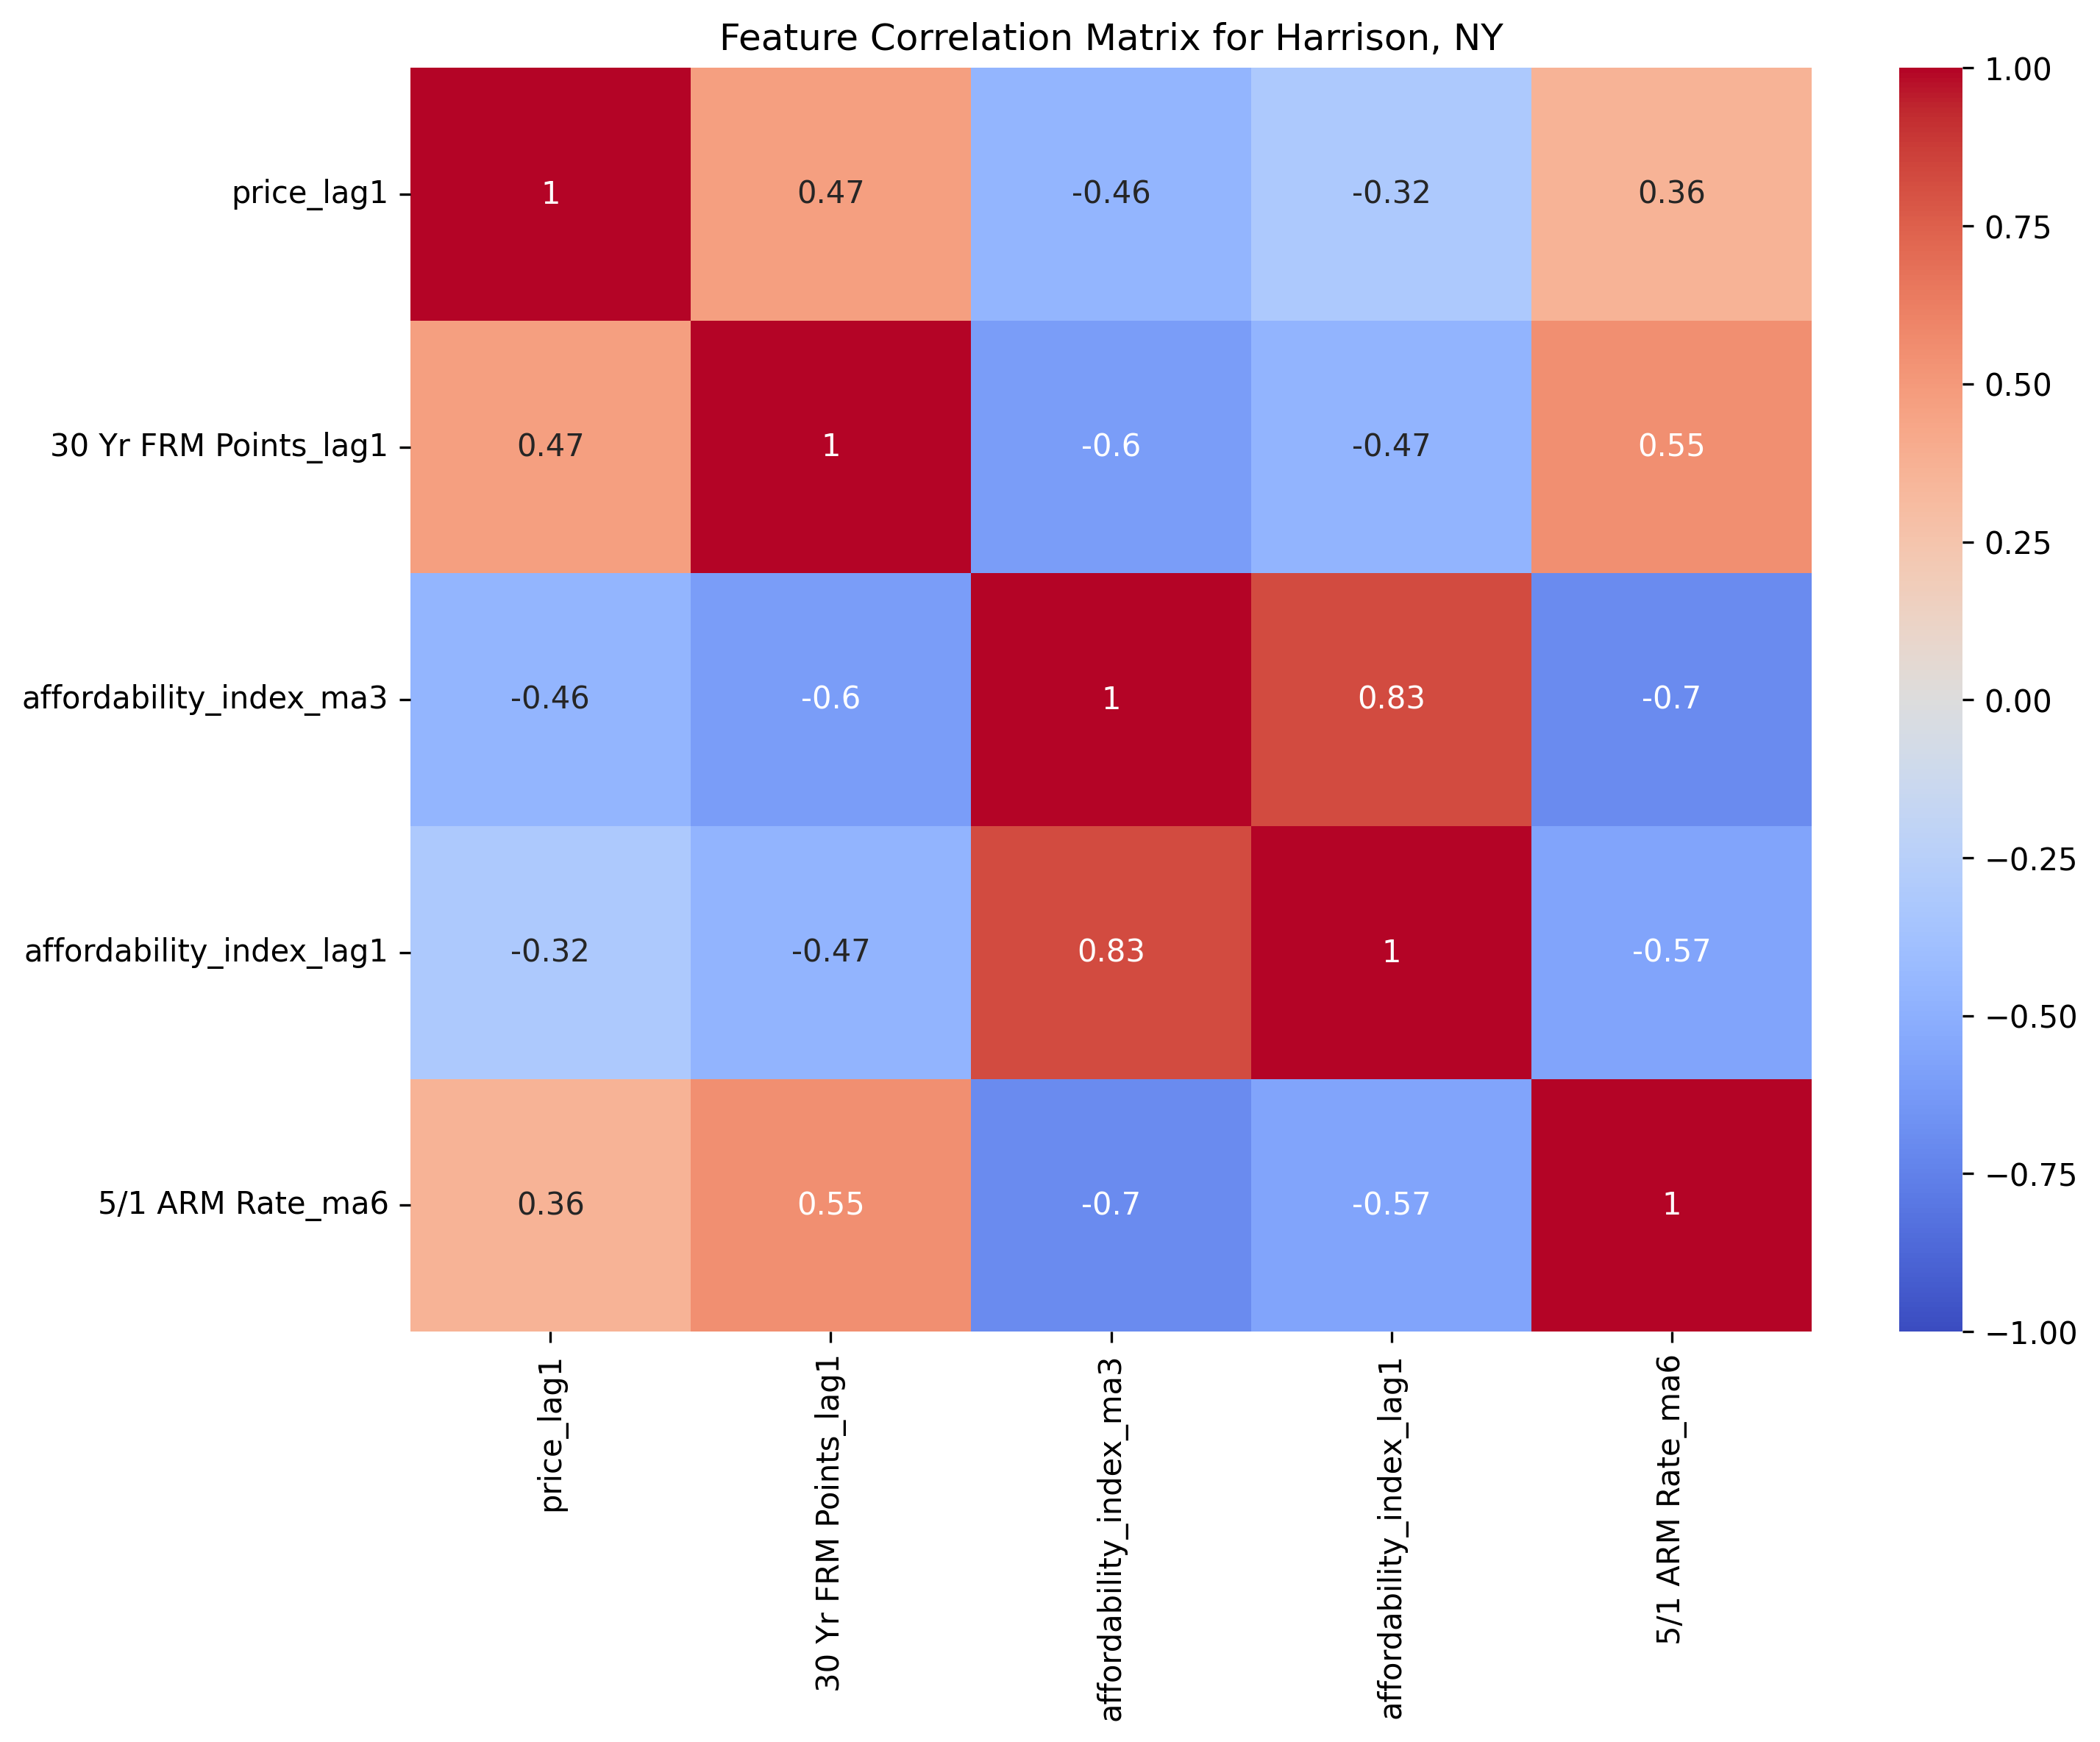 Feature Correlation Matrix for Harrison, NY
price_lag1 1 0.47 -0.46 -0.32 0.36
30 Yr FRM Points_lag1 0.47 1 -0.6 -0.47 0.55
affordability_index_ma3 -0.46 -0.6 1 0.83 -0.7
affordability_index_lag1 -0.32 -0.47 0.83 1 -0.57
5/1 ARM Rate_ma6 0.36 0.55 -0.7 -0.57 1
price_lag1
30 Yr FRM Points_lag1
affordability_index_ma3
affordability_index_lag1
5/1 ARM Rate_ma6
1.00
0.75
0.50
0.25
0.00
−0.25
−0.50
−0.75
−1.00